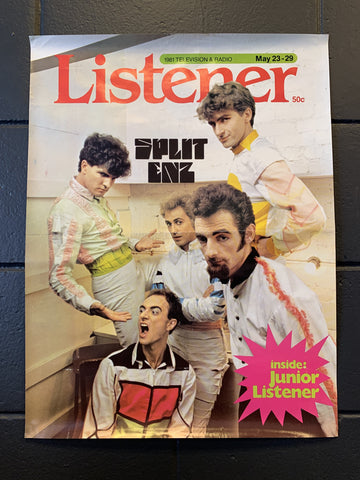 1981 TELEVISION & RADIO
May 23-29
Listener
50c
SPLIT
ENZ
inside:
Junior
Listener